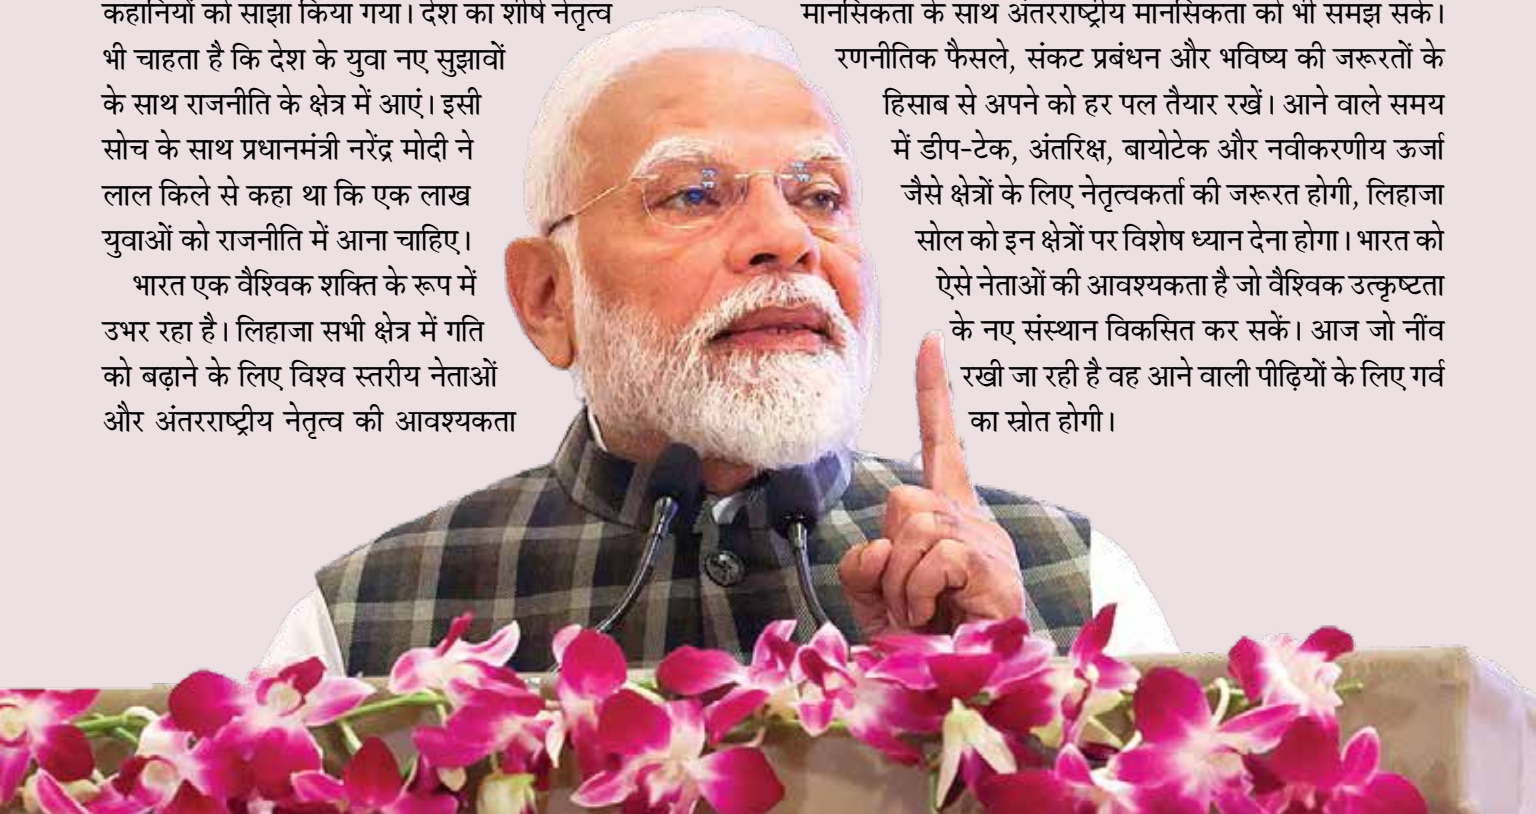 कहानियों को साझा किया गया। देश का शीर्ष नेतृत्व
भी चाहता है कि देश के युवा नए सुझावों
के साथ राजनीति के क्षेत्र में आएं। इसी
सोच के साथ प्रधानमंत्री नरेंद्र मोदी ने
लाल किले से कहा था कि एक लाख
युवाओं को राजनीति में आना चाहिए।
भारत एक वैश्विक शक्ति के रूप में
उभर रहा है। लिहाजा सभी क्षेत्र में गति
को बढ़ाने के लिए विश्व स्तरीय नेताओं
और अंतरराष्ट्रीय नेतृत्व की आवश्यकता
मानसिकता के साथ अंतरराष्ट्रीय मानसिकता को भी समझ सकें।
रणनीतिक फैसले, संकट प्रबंधन और भविष्य की जरूरतों के
हिसाब से अपने को हर पल तैयार रखें। आने वाले समय
में डीप-टेक, अंतरिक्ष, बायोटेक और नवीकरणीय ऊर्जा
जैसे क्षेत्रों के लिए नेतृत्वकर्ता की जरूरत होगी, लिहाजा
सोल को इन क्षेत्रों पर विशेष ध्यान देना होगा। भारत को
ऐसे नेताओं की आवश्यकता है जो वैश्विक उत्कृष्टता
के नए संस्थान विकसित कर सकें। आज जो नींव
रखी जा रही है वह आने वाली पीढ़ियों के लिए गर्व
का स्रोत होगी।